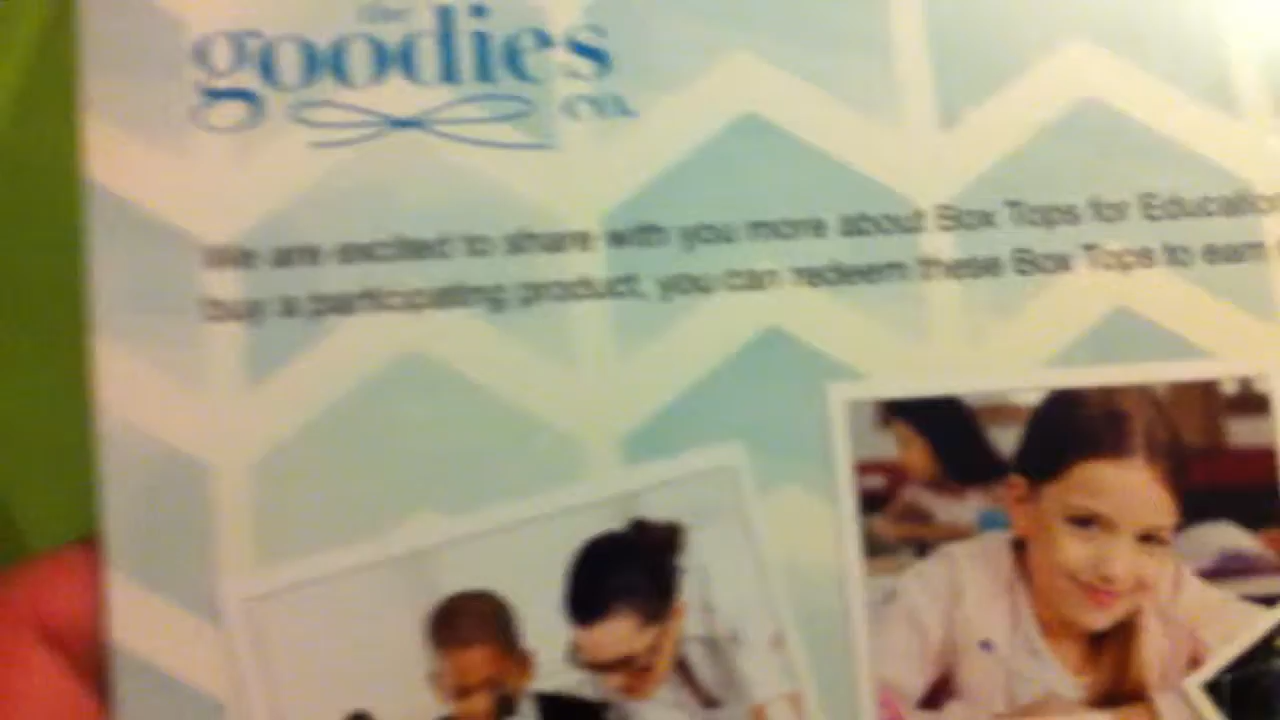 the
goodies
co.
We are excited to share with you more about Box Tops for Education
buy a participating product, you can redeem these Box Tops to earn